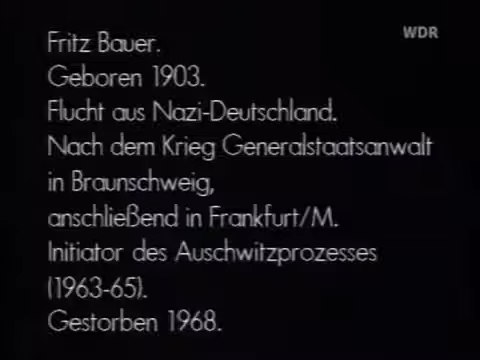 WDR
Fritz Bauer.
Geboren 1903.
Flucht aus Nazi-Deutschland.
Nach dem Krieg Generalstaatsanwalt
in Braunschweig,
anschließend in Frankfurt/M.
Initiator des Auschwitzprozesses
(1963-65).
Gestorben 1968.